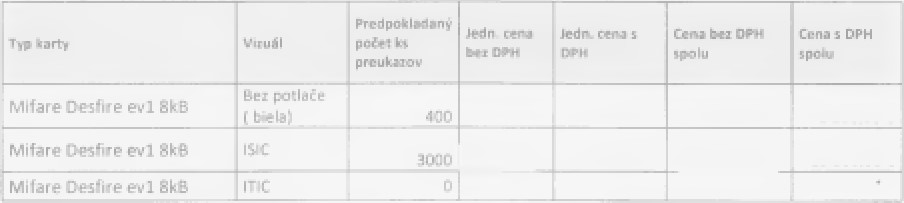 Typ karty
Vizuál
Predpokladaný
počet ks
preukazov
Jedn. cena
bez DPH
Jedn. cena s
DPH
Cena bez DPH
spolu
Cena s DPH
spolu
Mifare Desfire ev1 8kB
Bez potlače
( biela)
400
Mifare Desfire ev1 8kB
ISIC
3000
Mifare Desfire ev1 8kB
ITIC
0